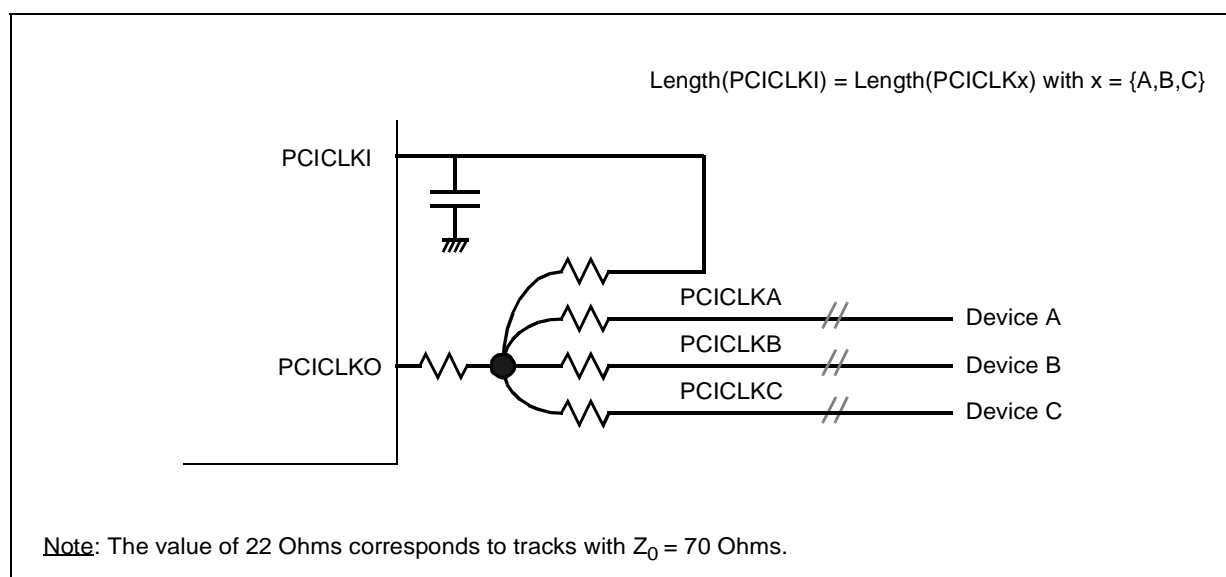 Length(PCICLKI) = Length(PCICLKx) with x = {A,B,C}
PCICLKI
PCICLKA
Device A
PCICLKB
PCICLKO
Device B
PCICLKC
Device C
Note: The value of 22 Ohms corresponds to tracks with Z0 = 70 Ohms.